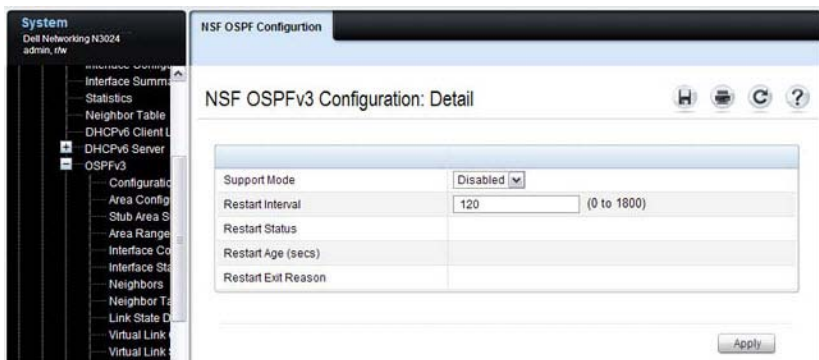 System
Dell Networking N3024
admin, r/w
Interface Summa
Statistics
Neighbor Table
DHCPv6 Client L
DHCPv6 Server
OSPFv3
Configuratio
Area Config
Stub Area S
Area Range
Interface Co
Interface Sta
Neighbors
Neighbor Ta
Link State D
Virtual Link
Virtual Link
NSF OSPF Configurtion
NSF OSPFv3 Configuration: Detail
Support Mode Disabled
Restart Interval 120 (0 to 1800)
Restart Status
Restart Age (secs)
Restart Exit Reason
Apply